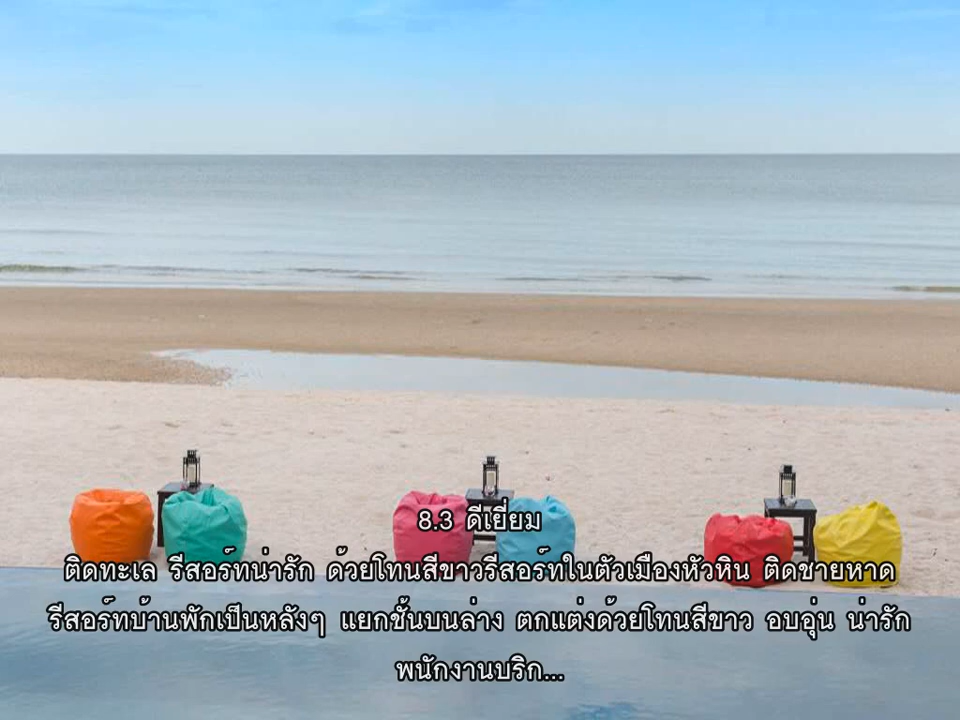 8.3 ดีเยี่ยม
ติดทะเล รีสอร์ทน่ารัก ด้วยโทนสีขาวรีสอร์ทในตัวเมืองหัวหิน ติดชายหาด
รีสอร์ทบ้านพักเป็นหลังๆ แยกชั้นบนล่าง ตกแต่งด้วยโทนสีขาว อบอุ่น น่ารัก
พนักงานบริก...